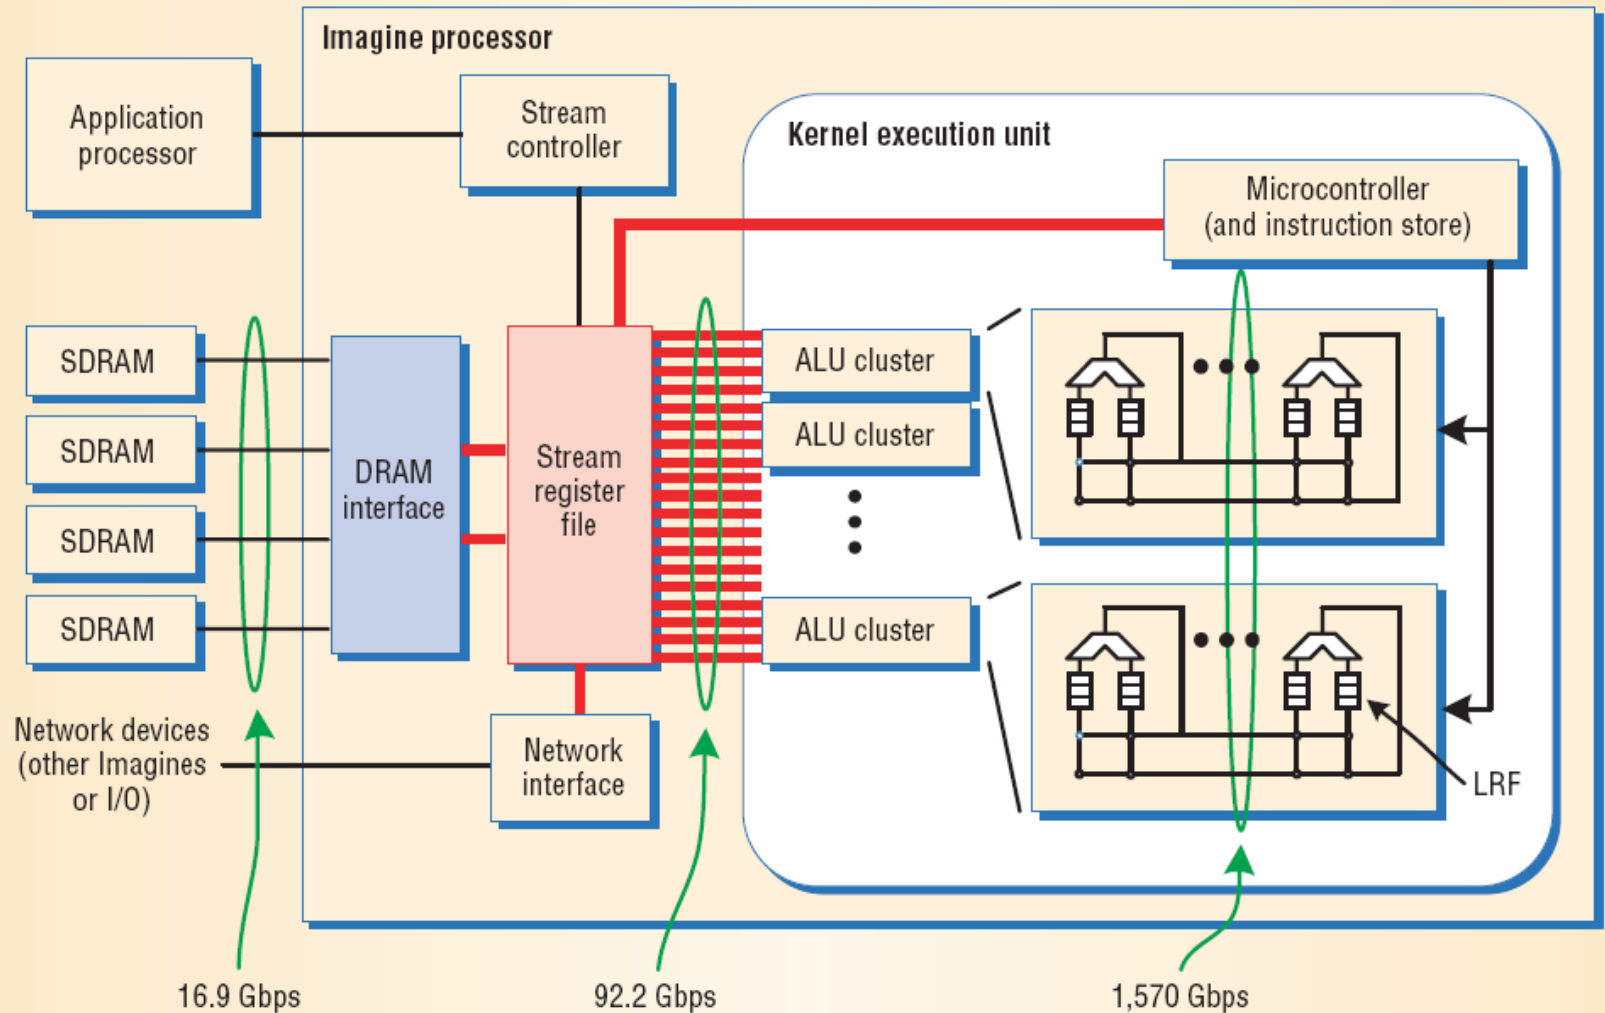 Imagine processor
Application
processor
Stream
controller
Kernel execution unit
Microcontroller
(and instruction store)
SDRAM
SDRAM
SDRAM
SDRAM
DRAM
interface
Stream
register
file
ALU cluster
ALU cluster
ALU cluster
LRF
Network devices
(other Imagines
or I/O)
Network
interface
16.9 Gbps
92.2 Gbps
1,570 Gbps